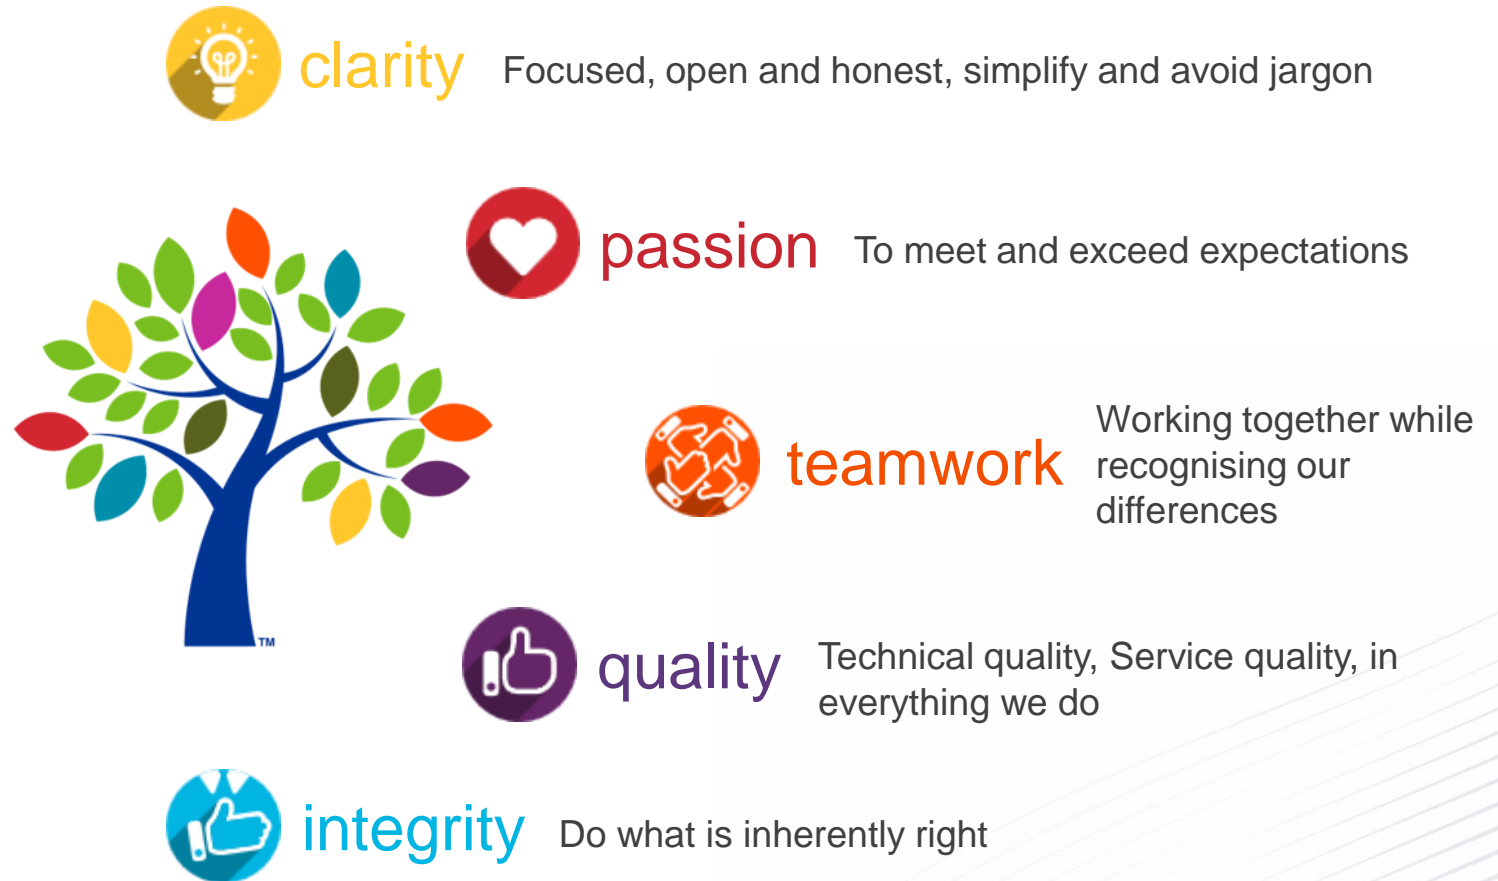 clarity Focused, open and honest, simplify and avoid jargon
passion To meet and exceed expectations
teamwork
Working together while
recognising our
differences
TM
quality
Technical quality, Service quality, in
everything we do
integrity Do what is inherently right